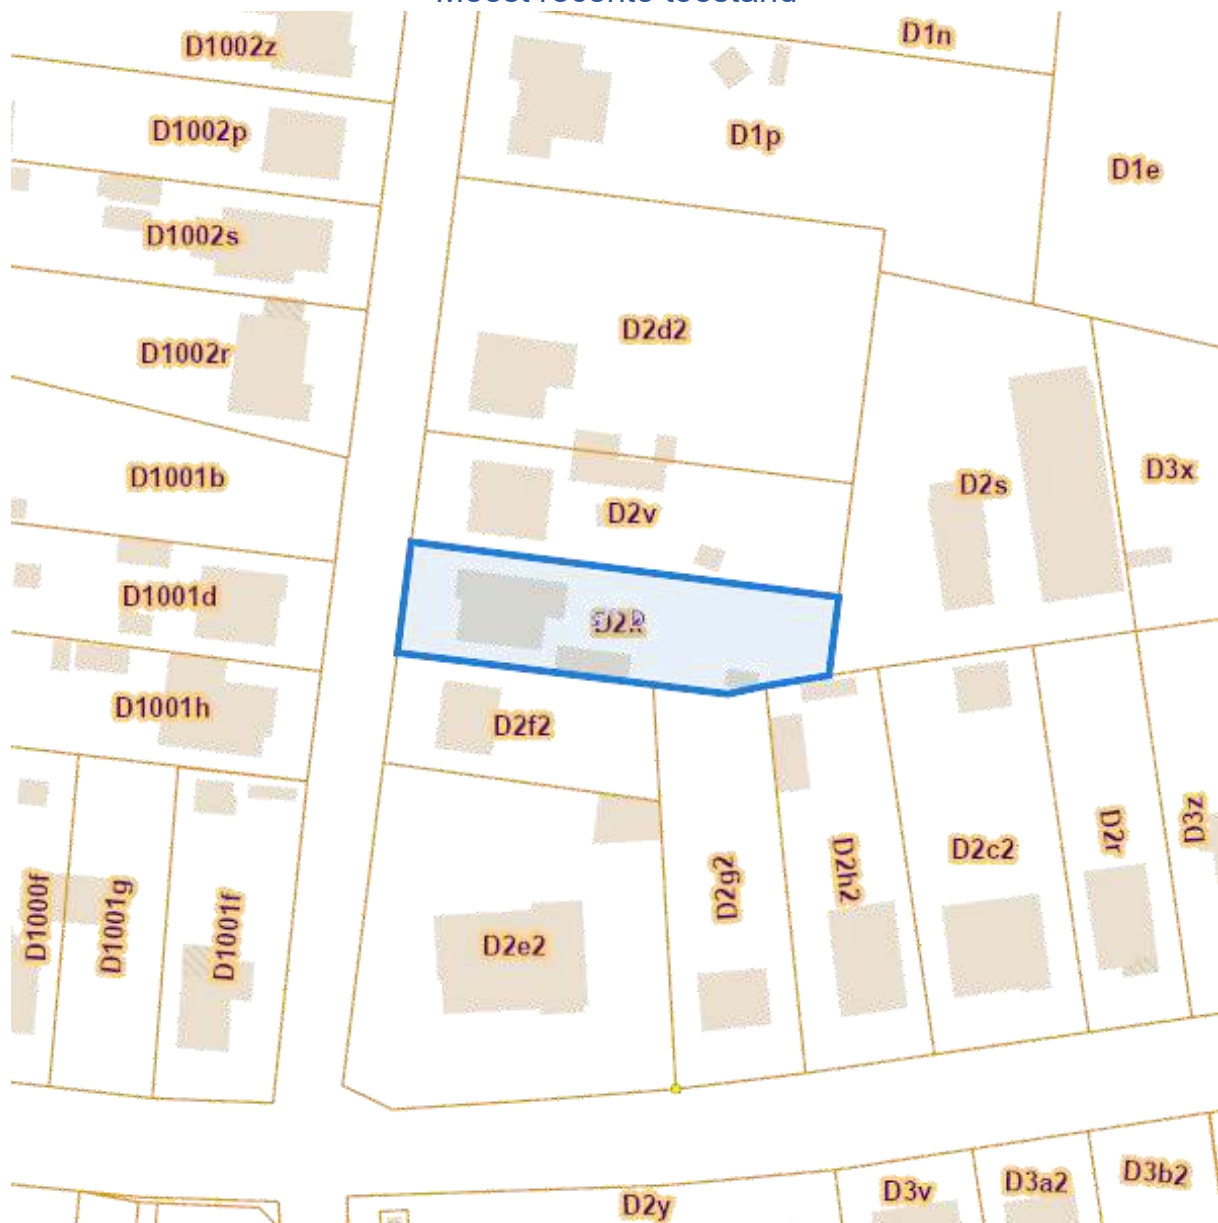 Meest recente toestand
D1002z
D1n
D1002p
D1p
D1e
D1002s
D2d2
D1002r
D1001b
D2s
D3x
D2v
D1001d
D1001h
D2f2
D2h2
D2c2
D2r
D3z
D2g2
D1000f
D1001g
D1001f
D2e2
D2y
D3v
D3a2
D3b2